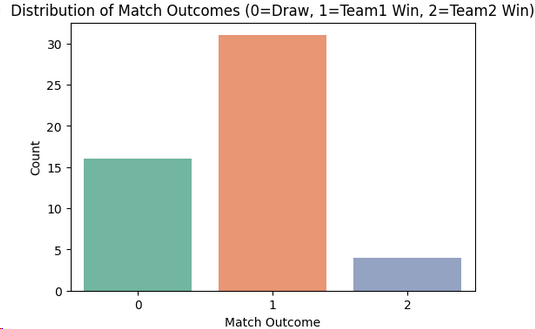 Distribution of Match Outcomes (0=Draw, 1=Team1 Win, 2=Team2 Win)
30
25
20
15
10
5
0
Count
0 1 2
Match Outcome